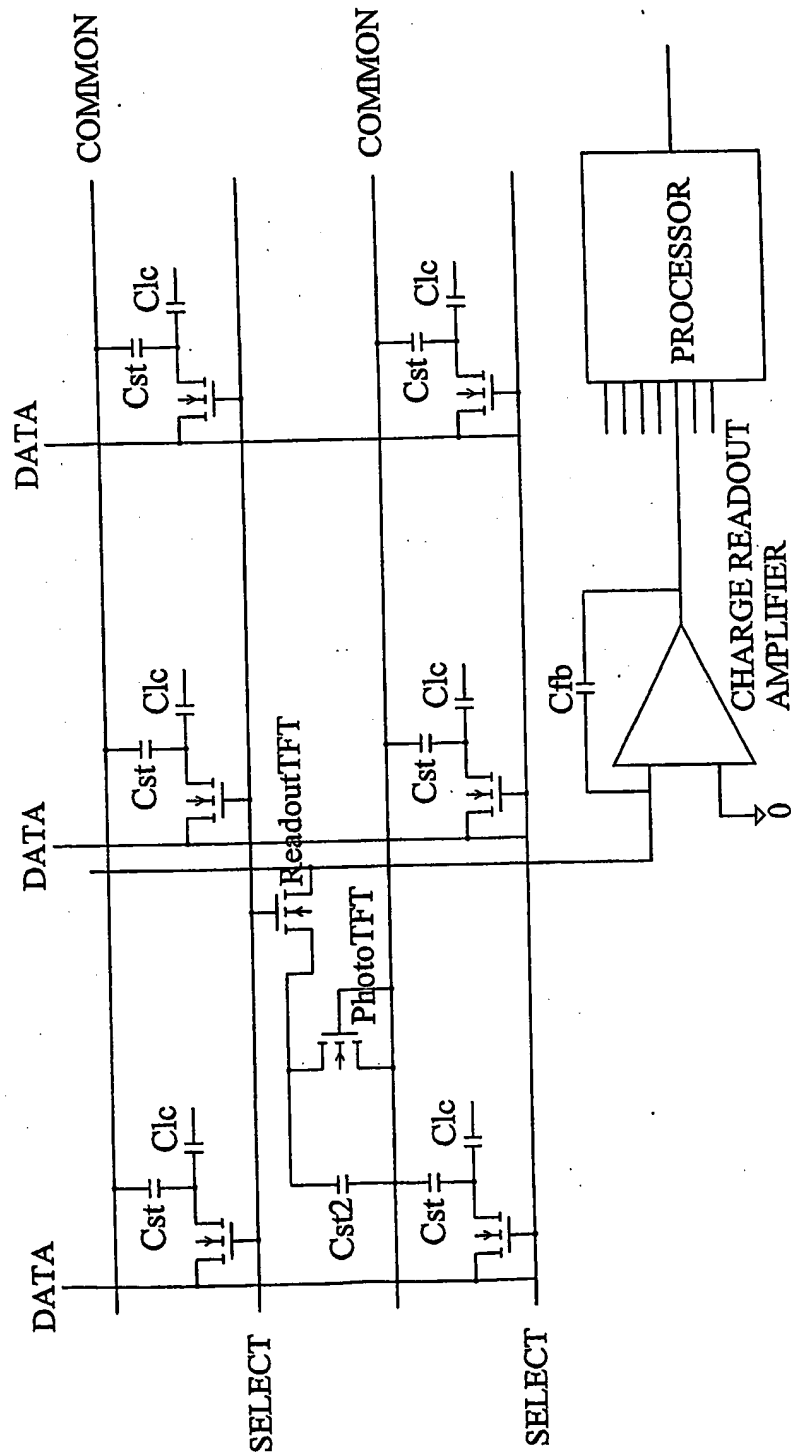 DATA
DATA
DATA
COMMON
Cst
Clc
Cst
Clc
Cst
Clc
SELECT
ReadoutTFT
PhotoTFT
Cst2
COMMON
Cst
Clc
Cst
Clc
Cst
Clc
SELECT
Cfb
0
CHARGE READOUT
AMPLIFIER
PROCESSOR